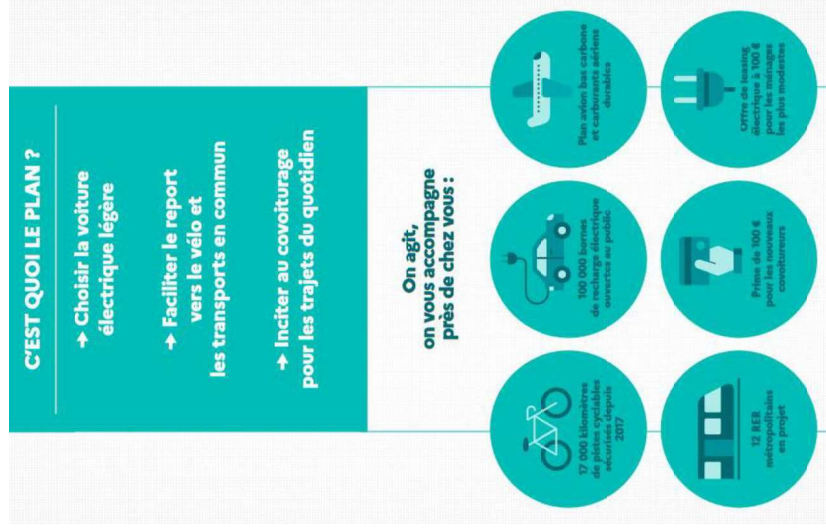 C'EST QUOI LE PLAN ?
→ Choisir la voiture
électrique légère
→ Faciliter le report
vers le vélo et
les transports en commun
→ Inciter au covoiturage
pour les trajets du quotidien
On agit,
on vous accompagne
près de chez vous :
17 000 kilomètres
de pistes cyclables
sécurisés depuis
2017
100 000 bornes
de recharge électrique
ouvertes au public
Plan avion bas carbone
et carburants aériens
durables
12 RER
métropolitains
en projet
Prime de 100 €
pour les nouveaux
covoitureurs
Offre de leasing
électrique à 100 €
pour les ménages
les plus modestes